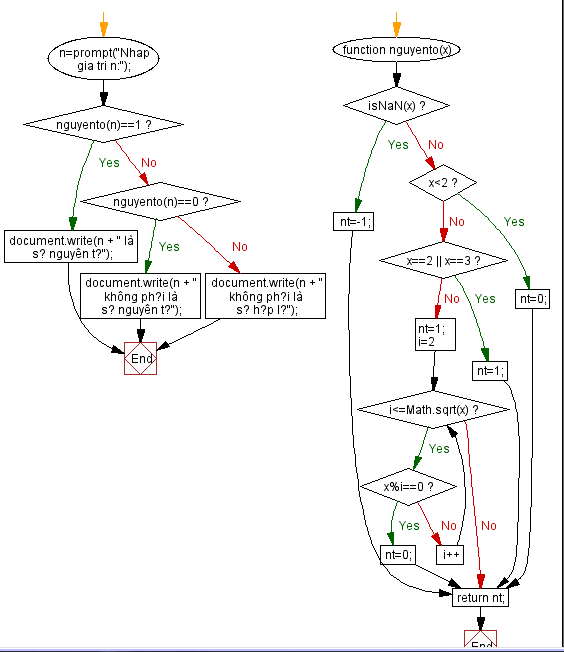 n=prompt("Nhap
gia tri n:");
nguyento(n)==1 ?
Yes
No
nguyento(n)==0 ?
document.write(n + " là
s? nguyên t?");
Yes
No
document.write(n + "
không ph?i là
s? nguyên t?");
document.write(n + "
không ph?i là
s? h?p l?");
End
function nguyento(x)
isNaN(x) ?
Yes
No
x<2 ?
nt=-1;
No
Yes
x==2 || x==3 ?
No
Yes
nt=0;
nt=1;
i=2
nt=1;
i<=Math.sqrt(x) ?
Yes
x%i==0 ?
Yes
No
No
nt=0;
i++
return nt;
End